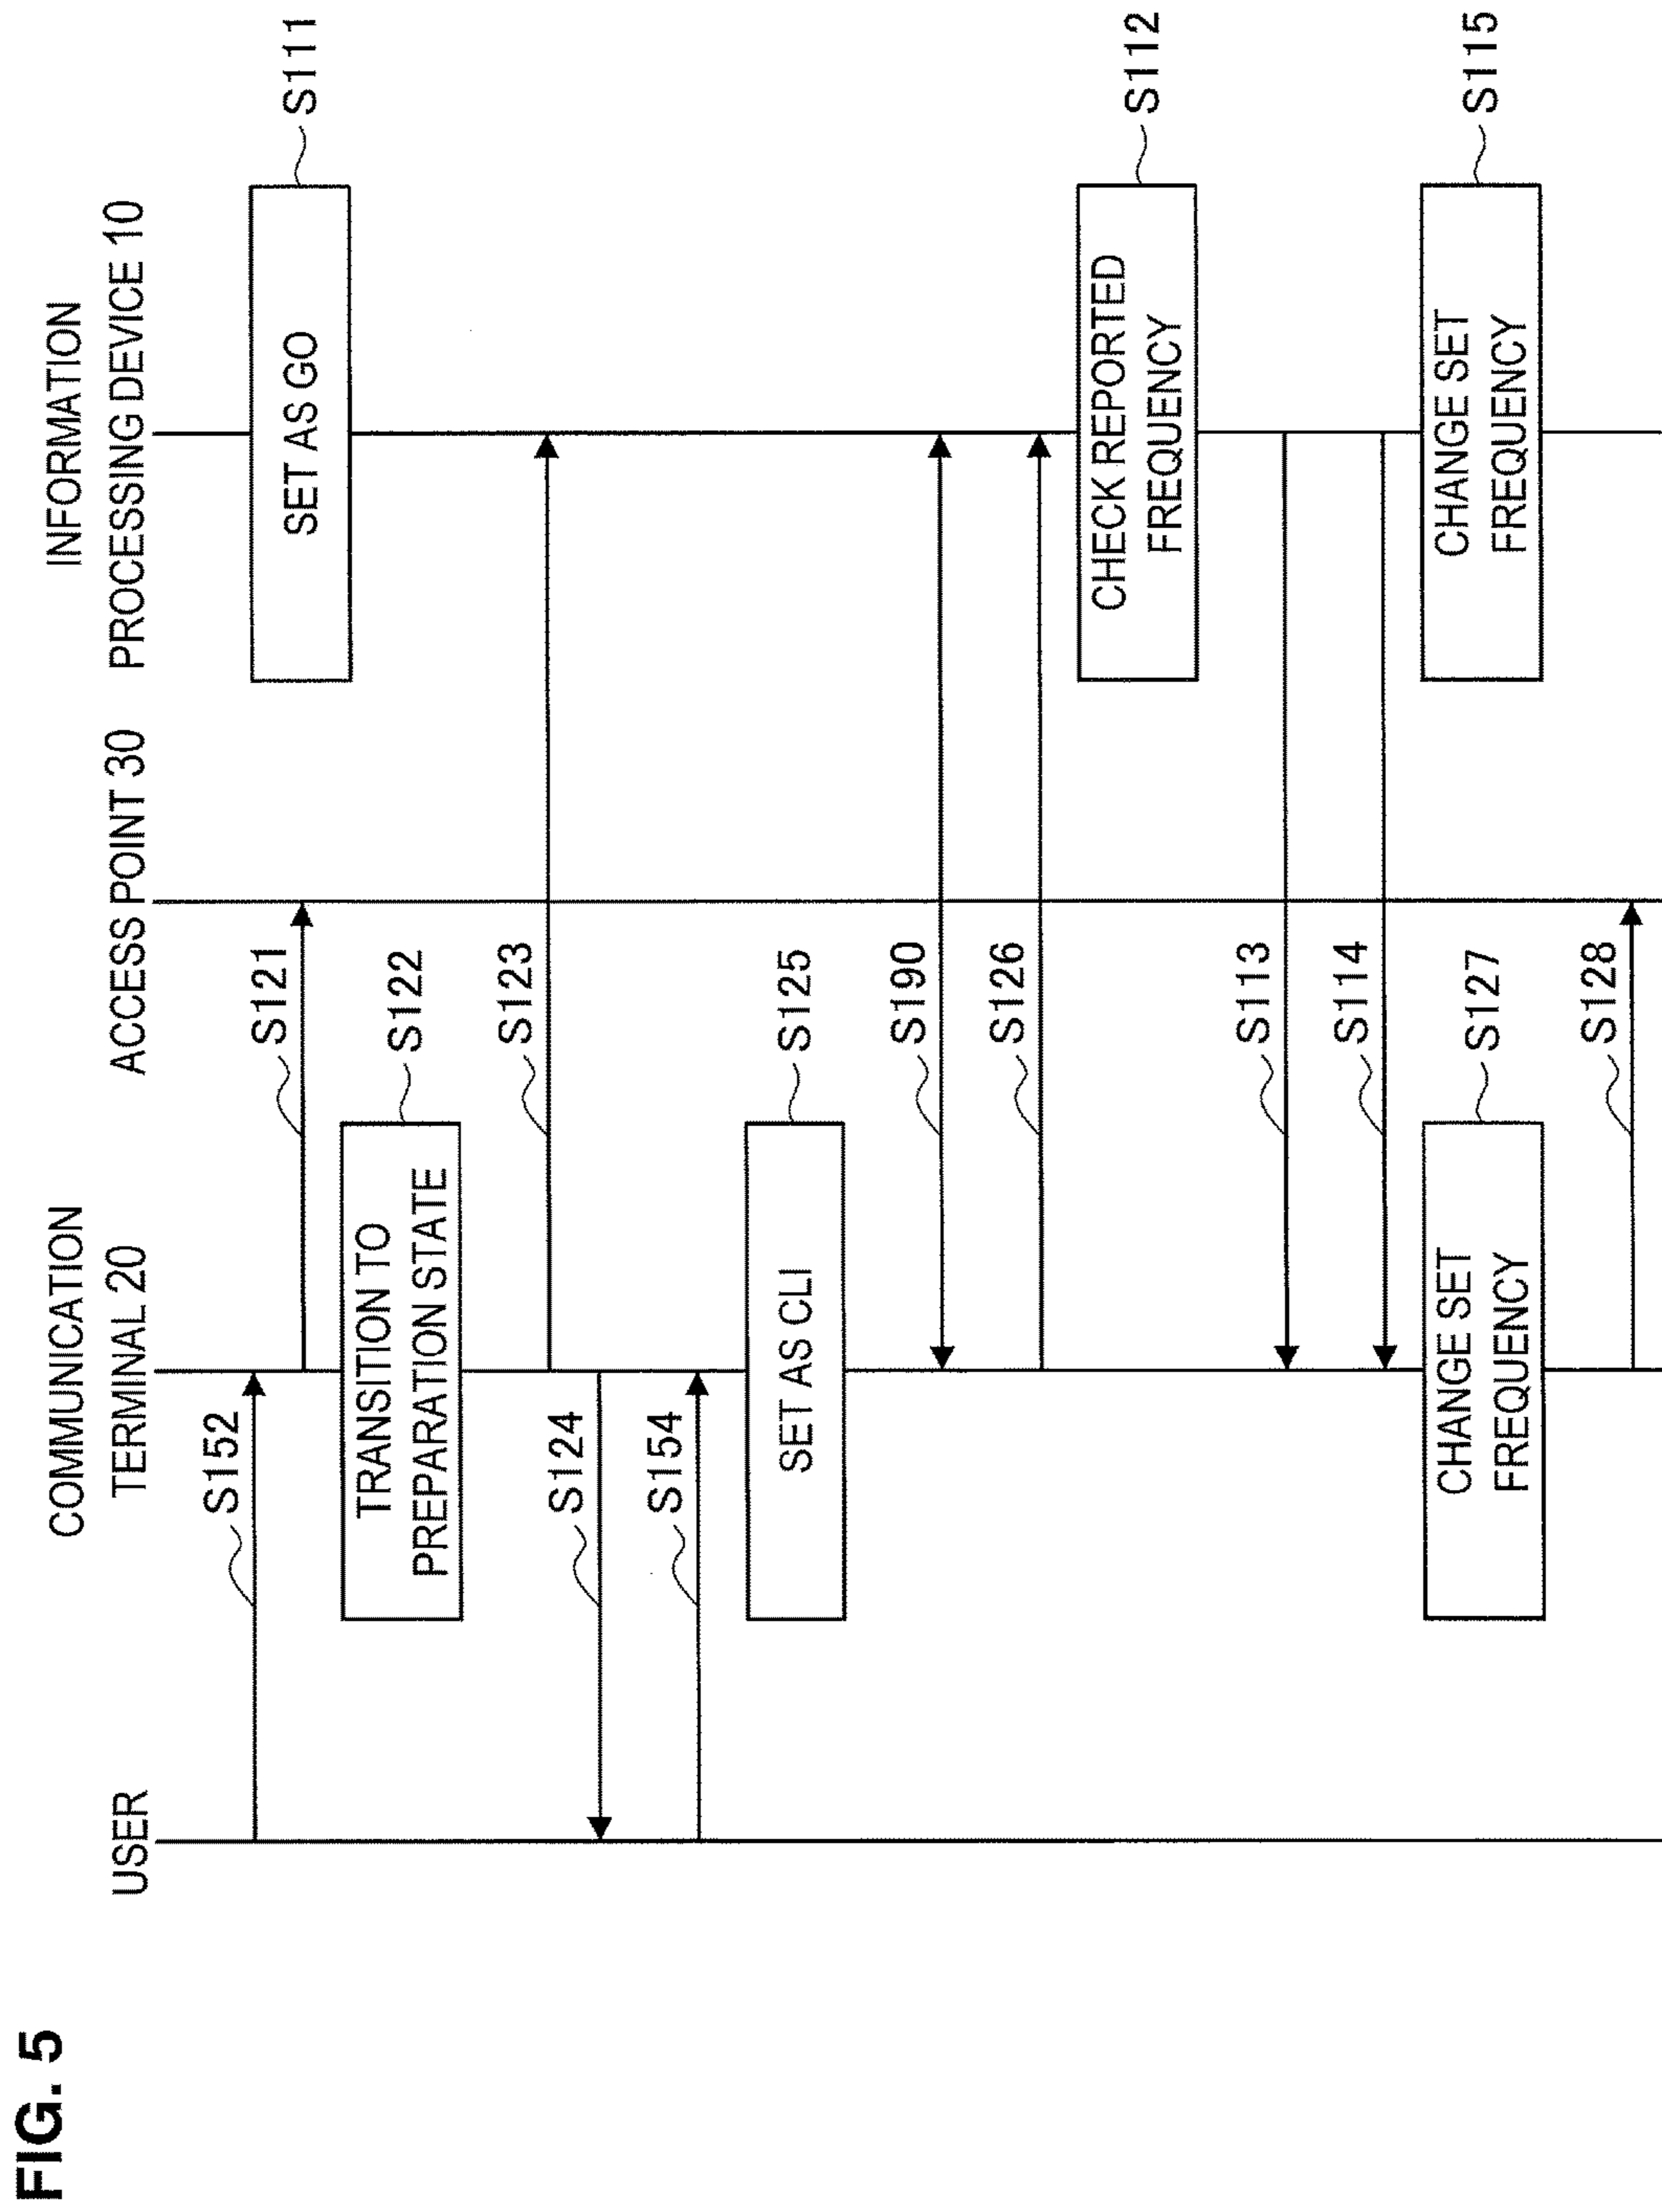 FIG. 5
USER
COMMUNICATION
TERMINAL 20
ACCESS POINT 30
INFORMATION
PROCESSING DEVICE 10
S152
S121
SET AS GO
S111
TRANSITION TO
PREPARATION STATE
S122
S123
S124
S154
SET AS CLI
S125
S190
S126
CHECK REPORTED
FREQUENCY
S112
S113
S114
CHANGE SET
FREQUENCY
S127
CHANGE SET
FREQUENCY
S115
S128